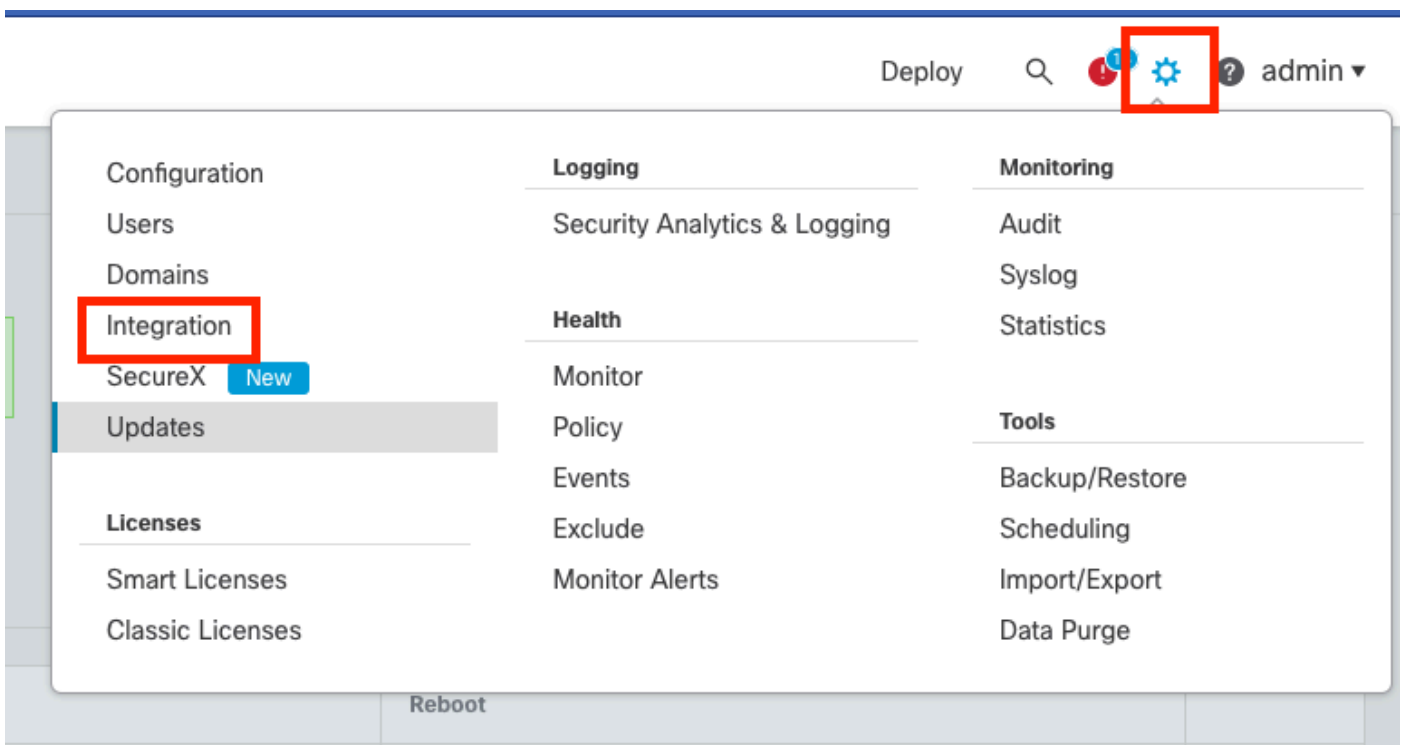 Deploy
?
admin
Configuration
Users
Domains
Integration
SecureX New
Updates
Licenses
Smart Licenses
Classic Licenses
Logging
Security Analytics & Logging
Health
Monitor
Policy
Events
Exclude
Monitor Alerts
Monitoring
Audit
Syslog
Statistics
Tools
Backup/Restore
Scheduling
Import/Export
Data Purge
Reboot